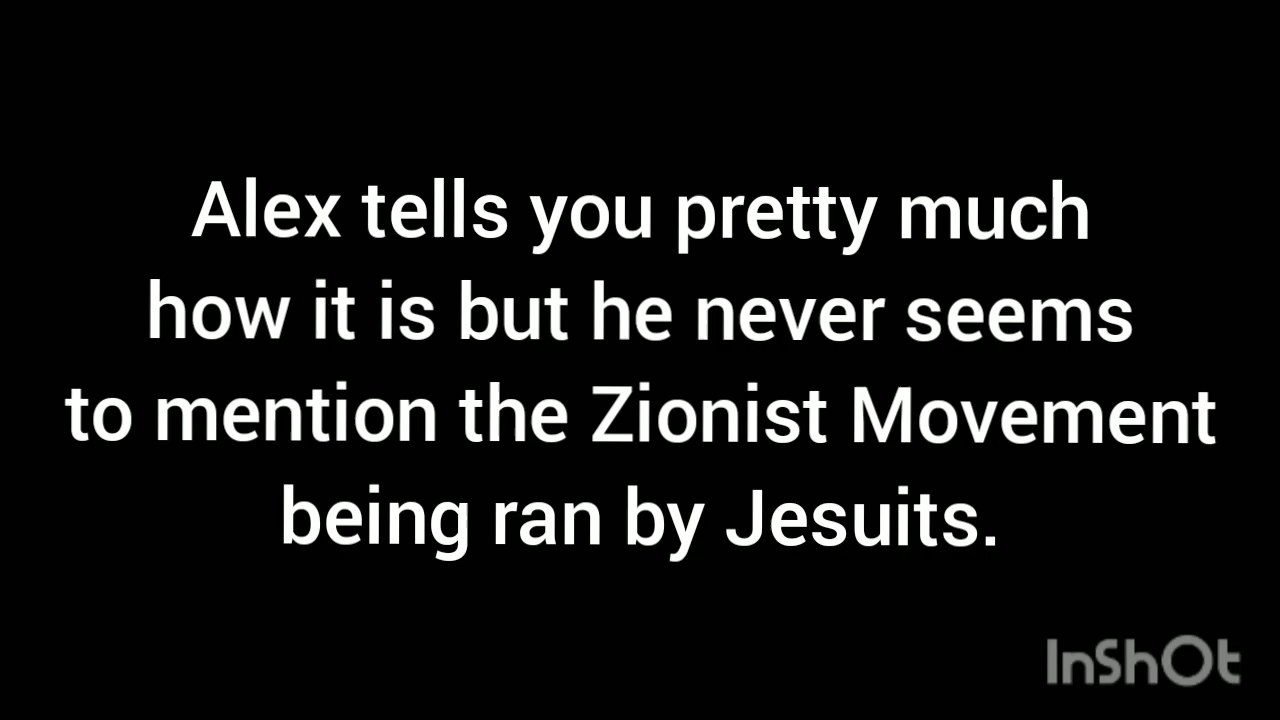 Alex tells you pretty much
how it is but he never seems
to mention the Zionist Movement
being ran by Jesuits.
InShOt